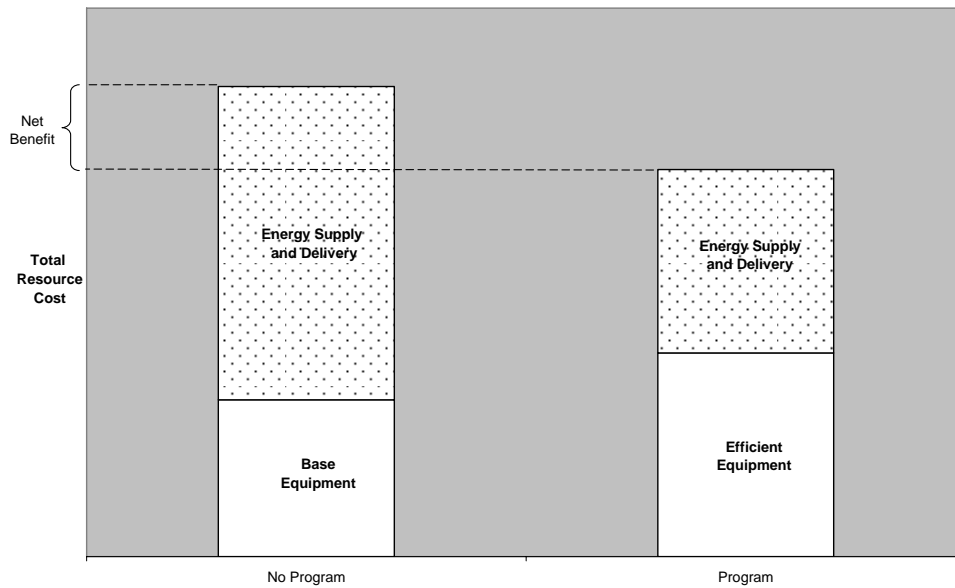 Net
Benefit
Total
Resource
Cost
Energy Supply
and Delivery
Base
Equipment
Energy Supply
and Delivery
Efficient
Equipment
No Program
Program